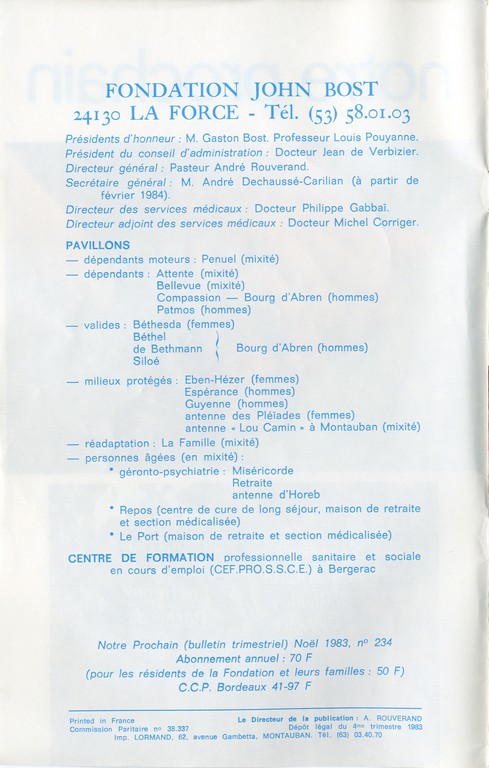 FONDATION JOHN BOST
24130 LA FORCE - Tél. (53) 58.01.03
Présidents d'honneur : M. Gaston Bost. Professeur Louis Pouyanne.
Président du conseil d'administration : Docteur Jean de Verbizier.
Directeur général : Pasteur André Rouverand.
Secrétaire général : M. André Dechaussé-Carilian (à partir de
février 1984).
Directeur des services médicaux : Docteur Philippe Gabbaï.
Directeur adjoint des services médicaux : Docteur Michel Corriger.
PAVILLONS
— dépendants moteurs : Penuel (mixité)
— dépendants : Attente (mixité)
Bellevue (mixité)
Compassion — Bourg d'Abren (hommes)
Patmos (hommes)
— valides : Béthesda (femmes)
Béthel
de Bethmann } Bourg d'Abren (hommes)
Siloé
— milieux protégés : Eben-Hézer (femmes)
Espérance (hommes)
Guyenne (hommes)
antenne des Pléïades (femmes)
antenne « Lou Camin » à Montauban (mixité)
— réadaptation : La Famille (mixité)
— personnes âgées (en mixité) :
* géronto-psychiatrie : Miséricorde
Retraite
antenne d'Horeb
* Repos (centre de cure de long séjour, maison de retraite
et section médicalisée)
* Le Port (maison de retraite et section médicalisée)
CENTRE DE FORMATION professionnelle sanitaire et sociale
en cours d'emploi (CEF.PRO.S.S.C.E.) à Bergerac
Notre Prochain (bulletin trimestriel) Noël 1983, n° 234
Abonnement annuel : 70 F
(pour les résidents de la Fondation et leurs familles : 50 F)
C.C.P. Bordeaux 41-97 F
Printed in France Le Directeur de la publication : A. ROUVERAND
Commission Paritaire n° 38.337 Dépôt légal du 4me trimestre 1983
Imp. LORMAND, 62, avenue Gambetta, MONTAUBAN. Tél. (63) 03.40.70